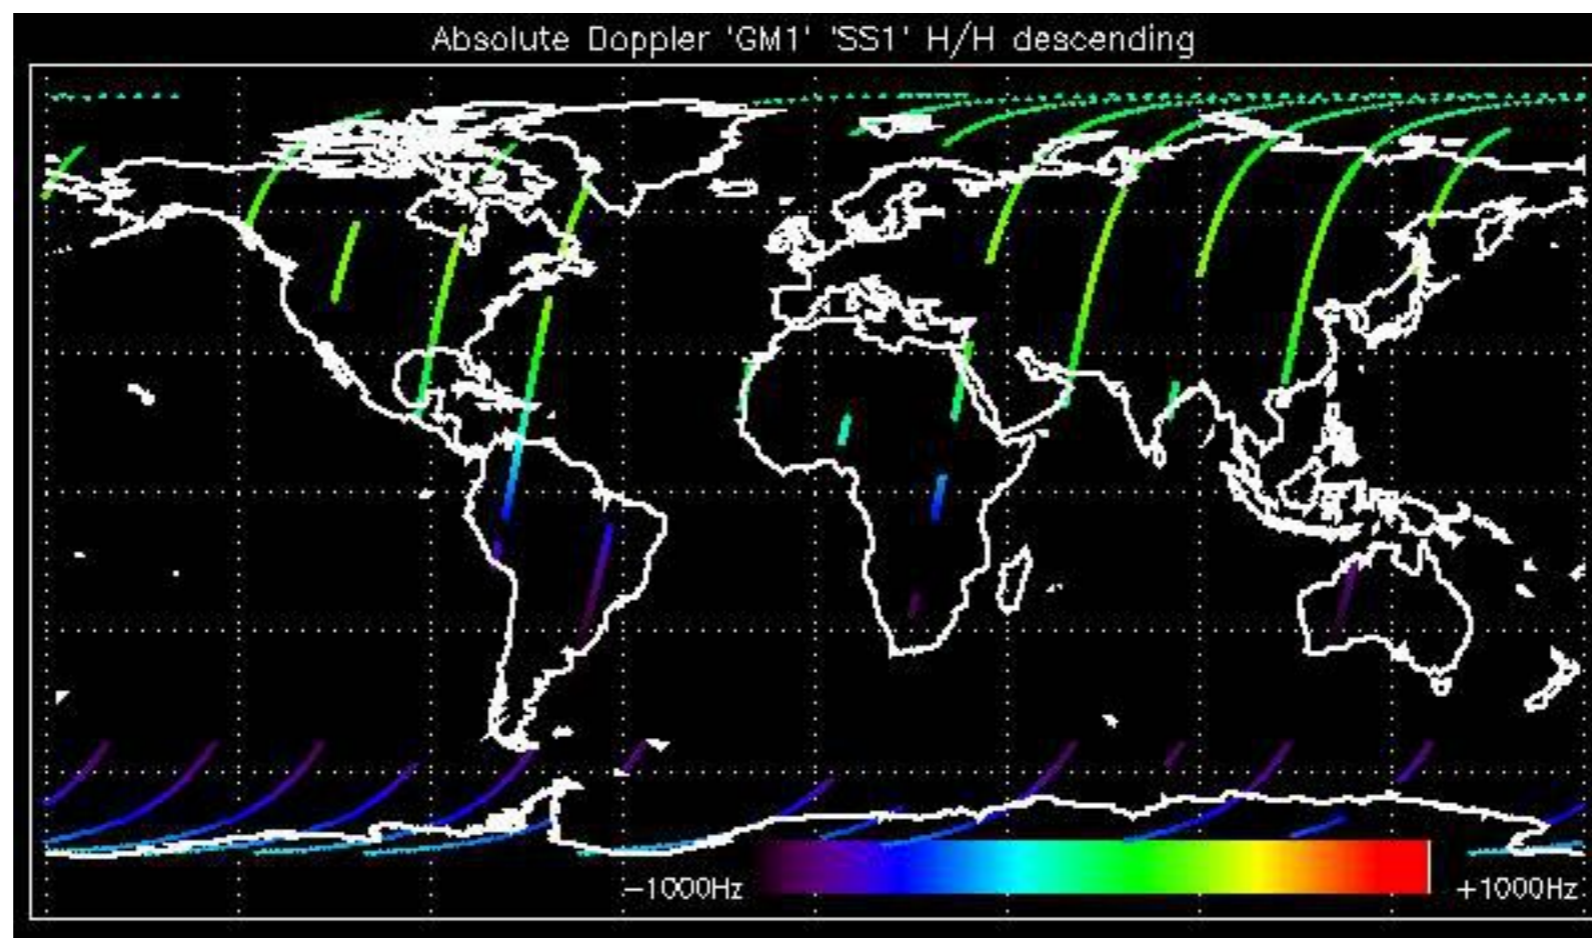 Absolute Doppler 'GM1' 'SS1' H/H descending
−1000Hz
+1000Hz